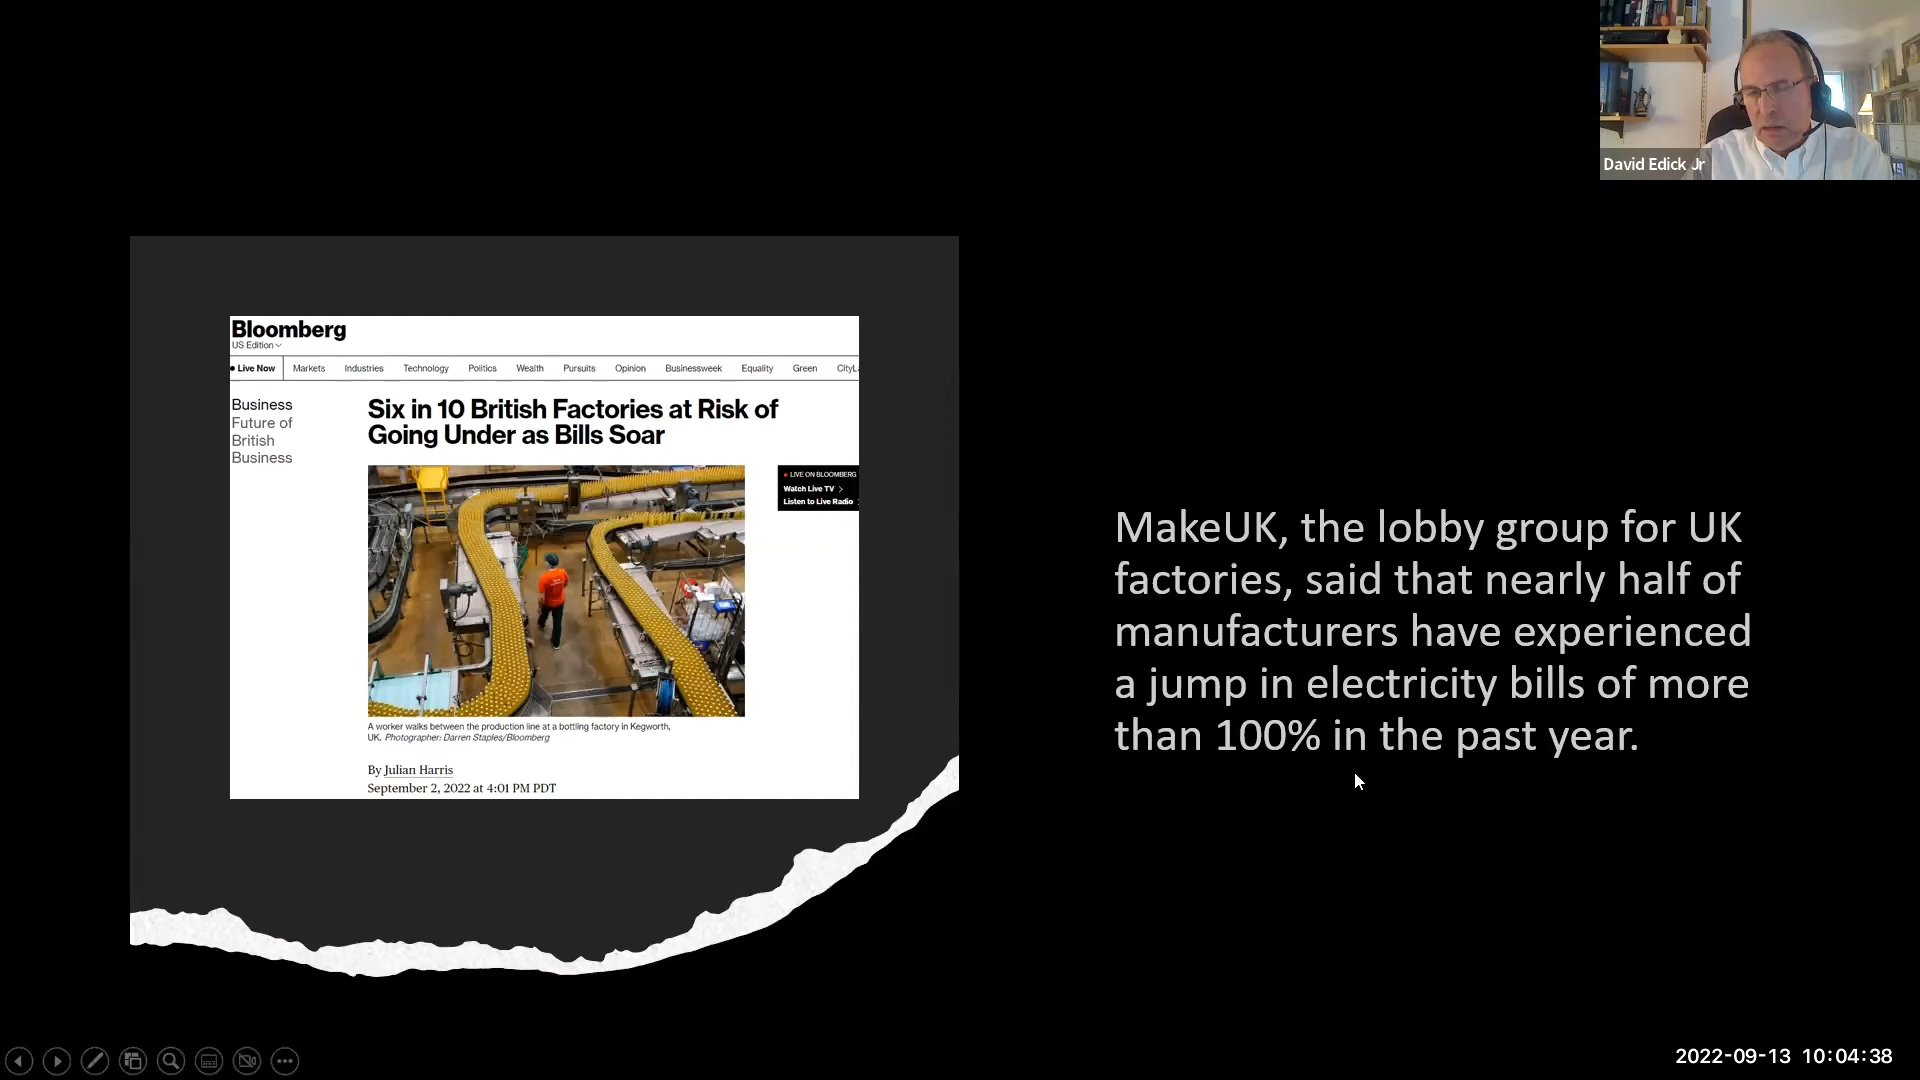 David Edick Jr
Bloomberg
US Edition
Live Now
Markets
Industries
Technology
Politics
Wealth
Pursuits
Opinion
Businessweek
Equality
Green
CityL
Business
Future of
British
Business
Six in 10 British Factories at Risk of
Going Under as Bills Soar
LIVE ON BLOOMBERG
Watch Live TV
Listen to Live Radio
A worker walks between the production line at a bottling factory in Kegworth,
UK. Photographer: Darren Staples/Bloomberg
By Julian Harris
September 2, 2022 at 4:01 PM PDT
MakeUK, the lobby group for UK
factories, said that nearly half of
manufacturers have experienced
a jump in electricity bills of more
than 100% in the past year.
2022-09-13 10:04:38